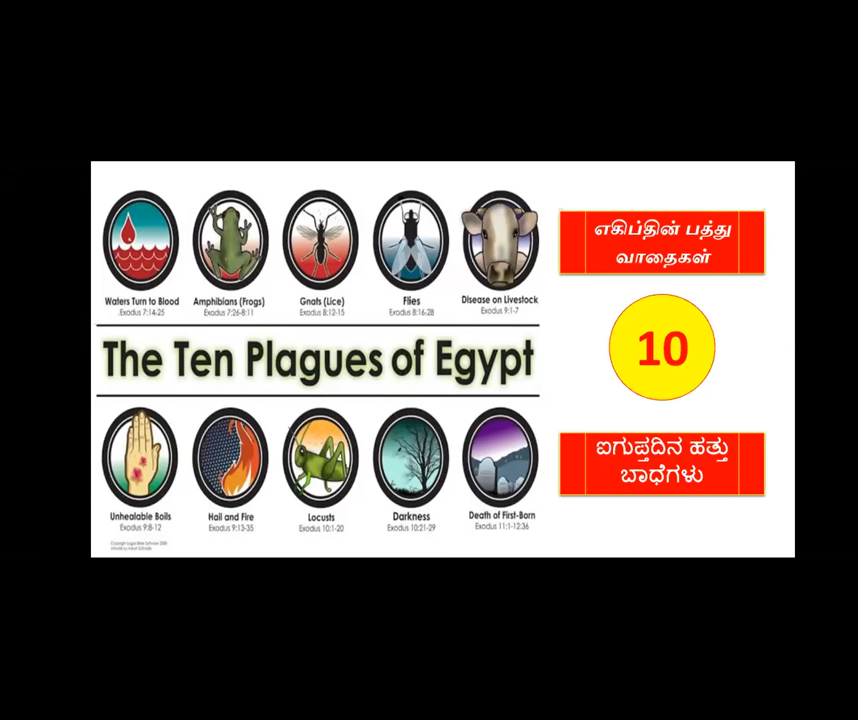 Waters Turn to Blood
Exodus 7:14-25
Amphibians (Frogs)
Exodus 7:26-8:11
Gnats (Lice)
Exodus 8:12-15
Flies
Exodus 8:16-28
Disease on Livestock
Exodus 9:1-7
The Ten Plagues of Egypt
Unhealable Boils
Exodus 9:8-12
Hail and Fire
Exodus 9:13-35
Locusts
Exodus 10:1-20
Darkness
Exodus 10:21-29
Death of First-Born
Exodus 11:1-12:36
எகிப்தின் பத்து
வாதைகள்
10
ಐಗುಪ್ತದಿನ ಹತ್ತು
ಬಾಧೆಗಳು